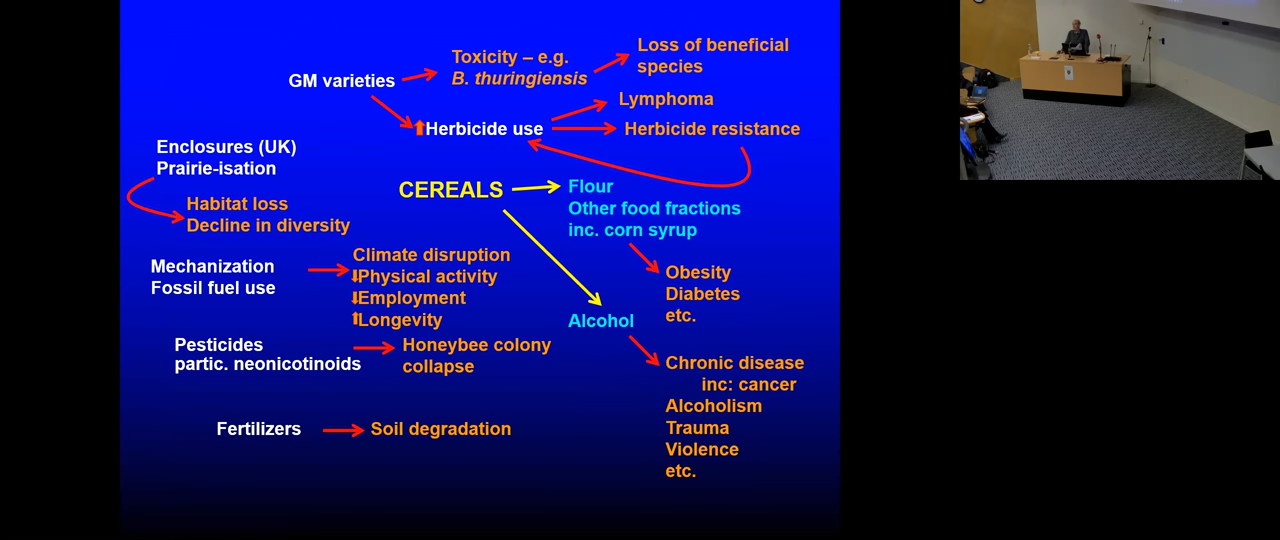 GM varieties
Toxicity – e.g.
B. thuringiensis
Loss of beneficial
species
Lymphoma
Herbicide use
Herbicide resistance
Enclosures (UK)
Prairie-isation
Habitat loss
Decline in diversity
CEREALS
Flour
Other food fractions
inc. corn syrup
Mechanization
Fossil fuel use
Climate disruption
Physical activity
Employment
Longevity
Obesity
Diabetes
etc.
Alcohol
Pesticides
partic. neonicotinoids
Honeybee colony
collapse
Chronic disease
inc: cancer
Alcoholism
Trauma
Violence
etc.
Fertilizers
Soil degradation